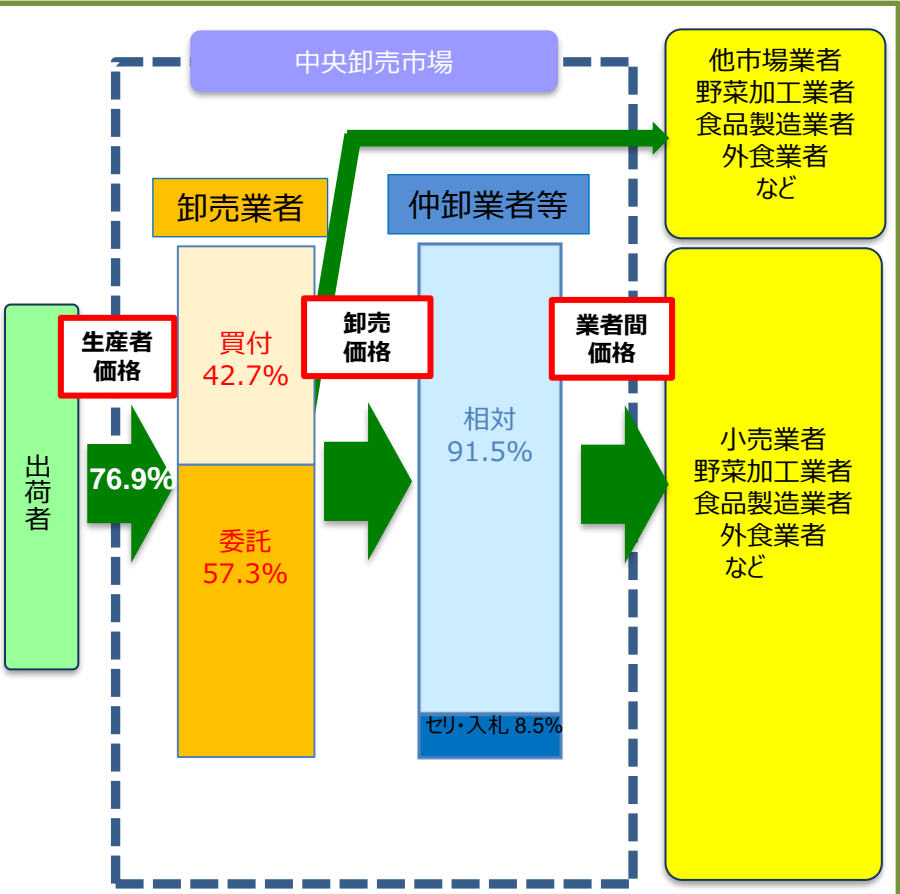 中央卸売市場
他市場業者
野菜加工業者
食品製造業者
外食業者
など
卸売業者
仲卸業者等
生産者
価格
買付
42.7%
卸売
価格
業者間
価格
出荷者
76.9%
相対
91.5%
小売業者
野菜加工業者
食品製造業者
外食業者
など
委託
57.3%
セリ・入札 8.5%